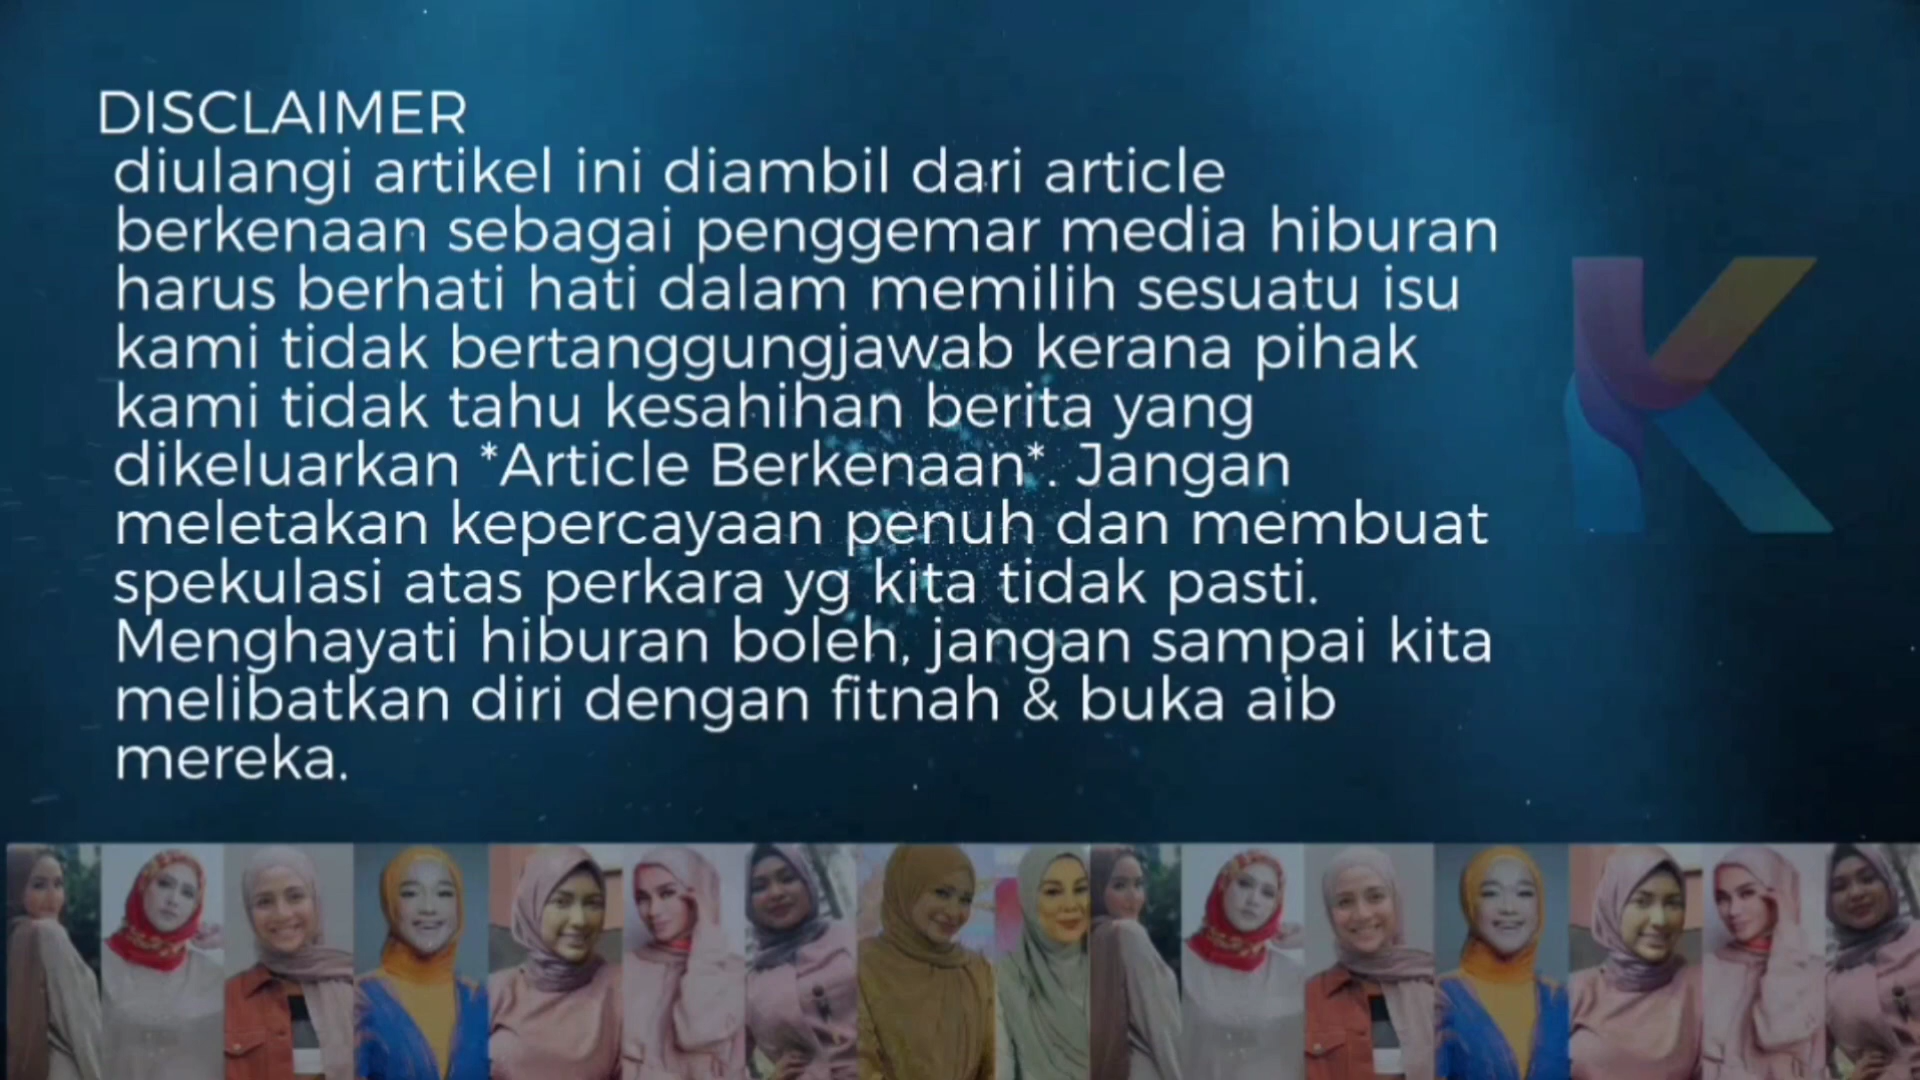 DISCLAIMER
diulangi artikel ini diambil dari article
berkenaan sebagai penggemar media hiburan
harus berhati hati dalam memilih sesuatu isu
kami tidak bertanggungjawab kerana pihak
kami tidak tahu kesahihan berita yang
dikeluarkan *Article Berkenaan*. Jangan
meletakan kepercayaan penuh dan membuat
spekulasi atas perkara yg kita tidak pasti.
Menghayati hiburan boleh, jangan sampai kita
melibatkan diri dengan fitnah & buka aib
mereka.
K